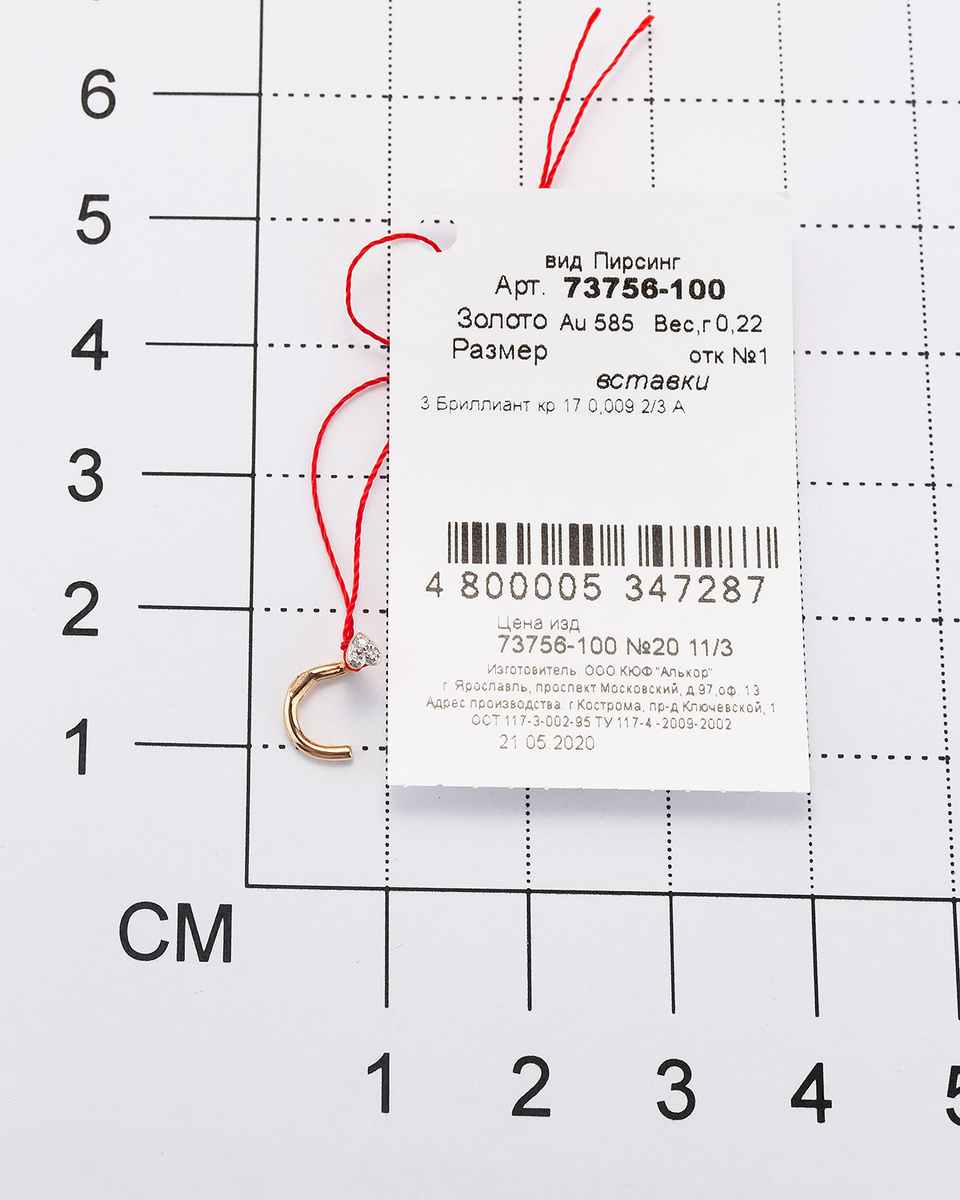 6
5
4
3
2
1
СМ
1 2 3 4 5
вид Пирсинг
Арт. 73756-100
Золото Au 585 Вес,г 0,22
Размер отк №1
вставки
3 Бриллиант кр 17 0,009 2/3 А
4 800005 347287
Цена изд
73756-100 №20 11/3
Изготовитель: ООО КЮФ "Алькор"
г. Ярославль, проспект Московский, д.97,оф. 13
Адрес производства: г Кострома, пр-д Ключевской, 1
ОСТ 117-3-002-95 ТУ 117-4-2009-2002
21 05.2020